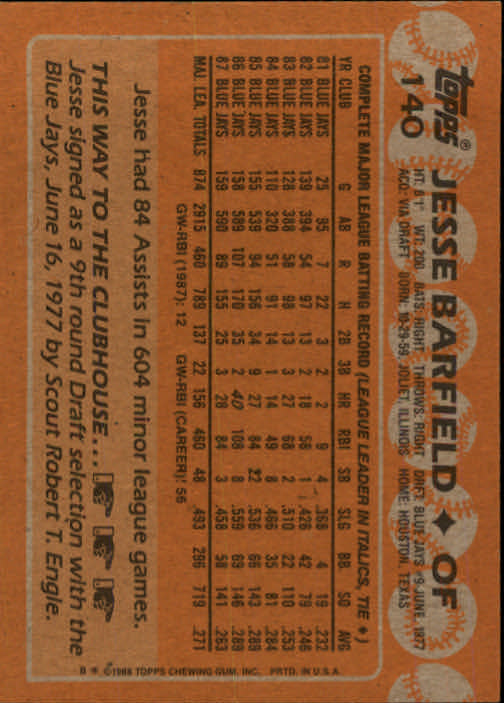 topps® JESSE BARFIELD ♦ OF
140
HT: 6'1" WT: 200 BATS: RIGHT THROWS: RIGHT DRFT: BLUE JAYS #9-JUNE, 1977
ACQ: VIA DRAFT BORN: 10-29-59, JOLIET, ILLINOIS HOME: HOUSTON, TEXAS
COMPLETE MAJOR LEAGUE BATTING RECORD (LEAGUE LEADER IN ITALICS, TIE ♦)
YR CLUB G AB R H 2B 3B HR RBI SB SLG BB SO AVG
81 BLUE JAYS 25 95 7 22 3 2 2 9 4 .368 4 19 .232
82 BLUE JAYS 139 394 54 97 13 2 18 58 1 .426 42 79 .246
83 BLUE JAYS 128 388 58 98 13 3 27 68 2 .510 22 110 .253
84 BLUE JAYS 110 320 51 91 14 1 14 49 8 .466 35 81 .284
85 BLUE JAYS 155 539 94 156 34 9 27 84 22 .536 66 143 .289
86 BLUE JAYS 158 589 107 170 35 2 40 108 8 .559 69 146 .289
87 BLUE JAYS 159 590 89 155 25 3 28 84 3 .458 58 141 .263
MAJ. LEA. TOTALS 874 2915 460 789 137 22 156 460 48 .493 296 719 .271
GW-RBI (1987): 12 GW-RBI (CAREER): 56
Jesse had 84 Assists in 604 minor league games.
THIS WAY TO THE CLUBHOUSE...
Jesse signed as a 9th round Draft selection with the
Blue Jays, June 16, 1977 by Scout Robert T. Engle.
B * ©1988 TOPPS CHEWING GUM, INC. PRTD. IN U.S.A.